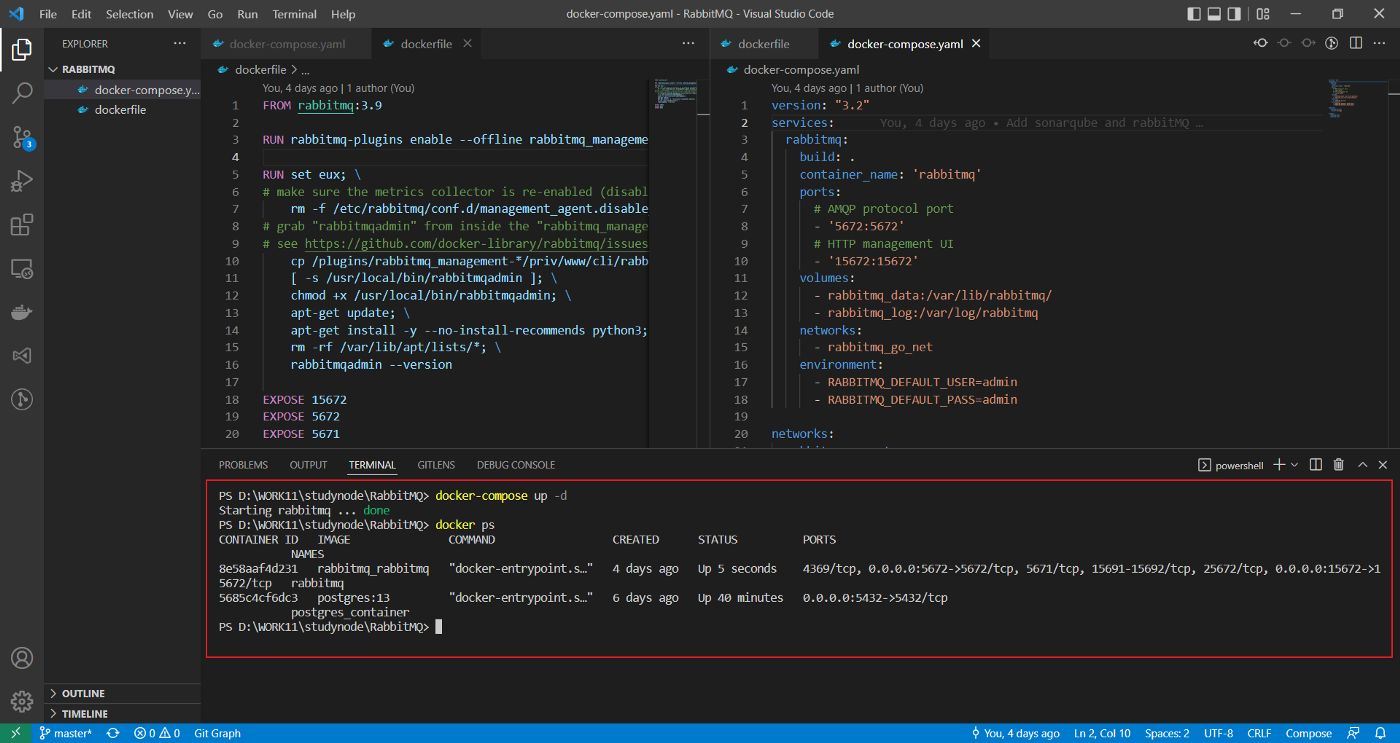 File Edit Selection View Go Run Terminal Help docker-compose.yaml - RabbitMQ - Visual Studio Code
EXPLORER
RABBITMQ
docker-compose.y...
dockerfile
3
OUTLINE
TIMELINE
docker-compose.yaml dockerfile
dockerfile > ...
You, 4 days ago | 1 author (You)
1 FROM rabbitmq:3.9
2
3 RUN rabbitmq-plugins enable --offline rabbitmq_manageme
4
5 RUN set eux; \
6 # make sure the metrics collector is re-enabled (disabl
7 rm -f /etc/rabbitmq/conf.d/management_agent.disable
8 # grab "rabbitmqadmin" from inside the "rabbitmq_manage
9 # see https://github.com/docker-library/rabbitmq/issues
10 cp /plugins/rabbitmq_management-*/priv/www/cli/rabb
11 [ -s /usr/local/bin/rabbitmqadmin ]; \
12 chmod +x /usr/local/bin/rabbitmqadmin; \
13 apt-get update; \
14 apt-get install -y --no-install-recommends python3;
15 rm -rf /var/lib/apt/lists/*; \
16 rabbitmqadmin --version
17
18 EXPOSE 15672
19 EXPOSE 5672
20 EXPOSE 5671
dockerfile docker-compose.yaml
docker-compose.yaml
You, 4 days ago | 1 author (You)
1 version: "3.2"
2 services: You, 4 days ago • Add sonarqube and rabbitMQ …
3 rabbitmq:
4 build: .
5 container_name: 'rabbitmq'
6 ports:
7 # AMQP protocol port
8 - '5672:5672'
9 # HTTP management UI
10 - '15672:15672'
11 volumes:
12 - rabbitmq_data:/var/lib/rabbitmq/
13 - rabbitmq_log:/var/log/rabbitmq
14 networks:
15 - rabbitmq_go_net
16 environment:
17 - RABBITMQ_DEFAULT_USER=admin
18 - RABBITMQ_DEFAULT_PASS=admin
19
20 networks:
PROBLEMS OUTPUT TERMINAL GITLENS DEBUG CONSOLE powershell
PS D:\WORK11\studynode\RabbitMQ> docker-compose up -d
Starting rabbitmq ... done
PS D:\WORK11\studynode\RabbitMQ> docker ps
CONTAINER ID IMAGE COMMAND CREATED STATUS PORTS
NAMES
8e58aaf4d231 rabbitmq_rabbitmq "docker-entrypoint.s…" 4 days ago Up 5 seconds 4369/tcp, 0.0.0.0:5672->5672/tcp, 5671/tcp, 15691-15692/tcp, 25672/tcp, 0.0.0.0:15672->1
5672/tcp rabbitmq
5685c4cf6dc3 postgres:13 "docker-entrypoint.s…" 6 days ago Up 40 minutes 0.0.0.0:5432->5432/tcp
postgres_container
PS D:\WORK11\studynode\RabbitMQ>
master* 0 0 Git Graph You, 4 days ago Ln 2, Col 10 Spaces: 2 UTF-8 CRLF Compose